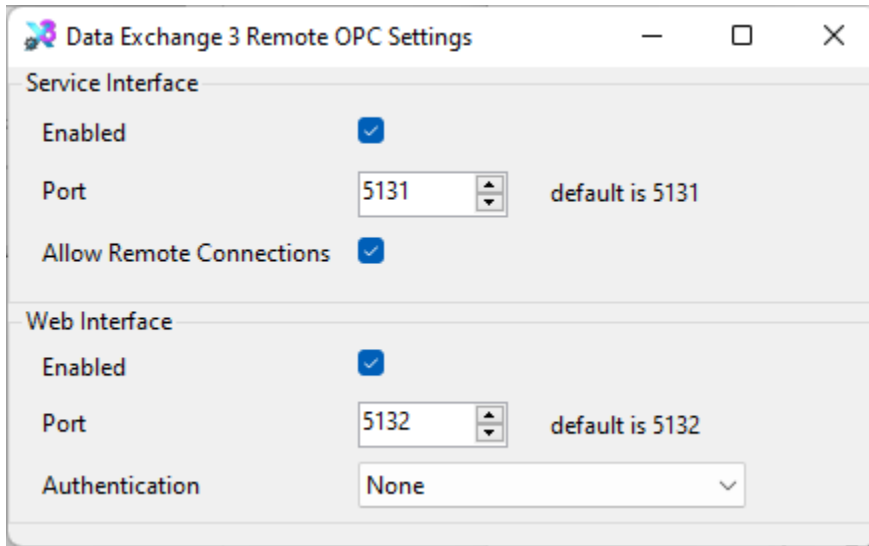 Data Exchange 3 Remote OPC Settings
Service Interface
Enabled
Port 5131 default is 5131
Allow Remote Connections
Web Interface
Enabled
Port 5132 default is 5132
Authentication None